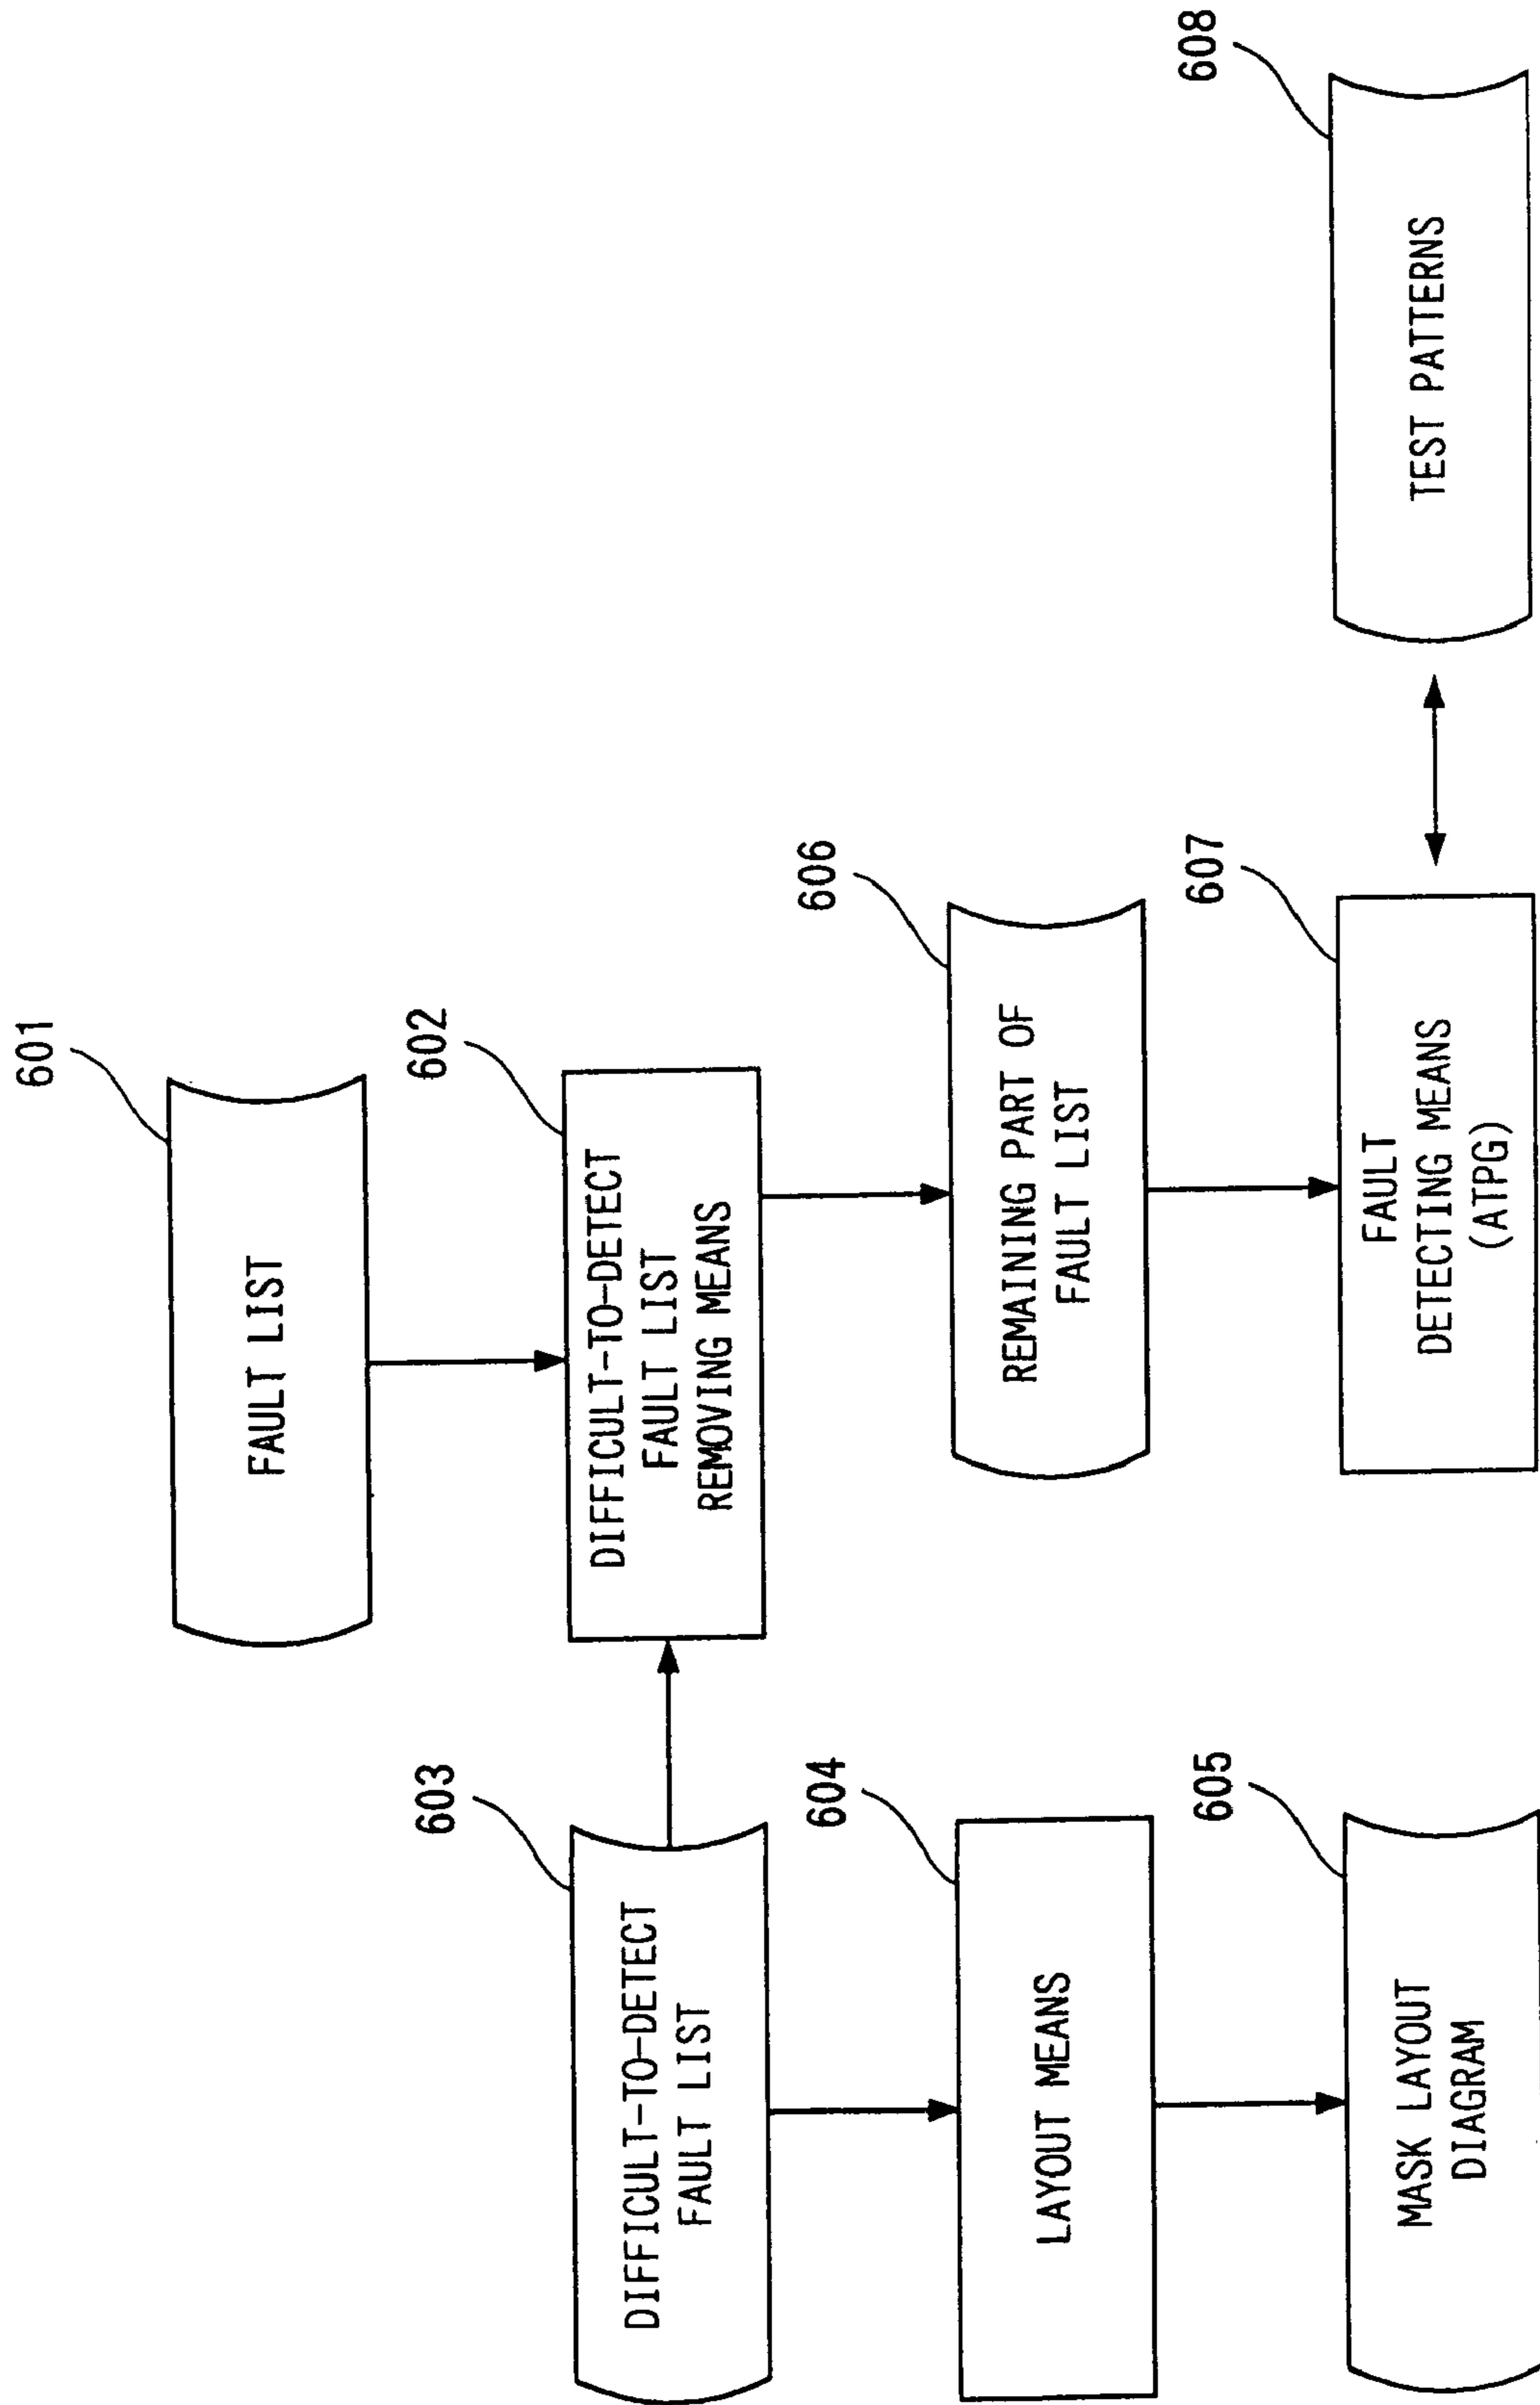 601
FAULT LIST
602
DIFFICULT-TO-DETECT
FAULT LIST
REMOVING MEANS
603
DIFFICULT-TO-DETECT
FAULT LIST
604
LAYOUT MEANS
605
MASK LAYOUT
DIAGRAM
606
REMAINING PART OF
FAULT LIST
607
FAULT
DETECTING MEANS
(ATPG)
608
TEST PATTERNS